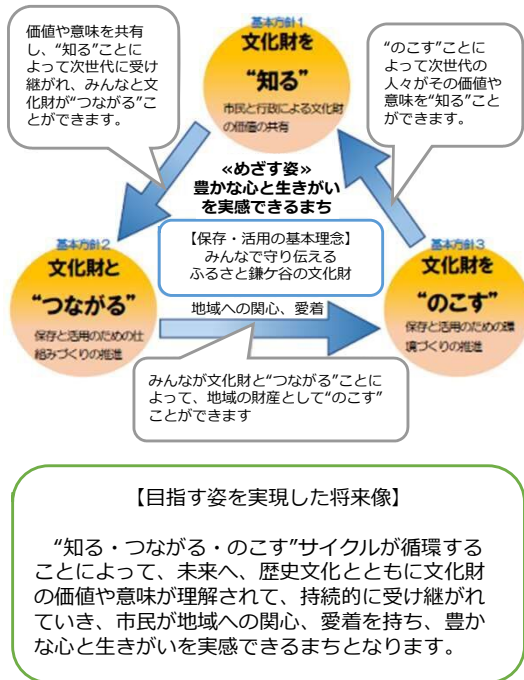 基本方針1
文化財を
“知る”
市民と行政による文化財
の価値の共有
価値や意味を共有
し、“知る”ことに
よって次世代に受け
継がれ、みんなと文
化財が“つながる”こ
とができます。
“のこす”ことに
よって次世代の
人々がその価値や
意味を“知る”こと
ができます。
≪めざす姿≫
豊かな心と生きがい
を実感できるまち
【保存・活用の基本理念】
みんなで守り伝える
ふるさと鎌ケ谷の文化財
基本方針2
文化財と
“つながる”
保存と活用のための仕
組みづくりの推進
地域への関心、愛着
基本方針3
文化財を
“のこす”
保存と活用のための環
境づくりの推進
みんなが文化財と“つながる”ことに
よって、地域の財産として“のこす”
ことができます
【目指す姿を実現した将来像】
“知る・つながる・のこす”サイクルが循環する
ことによって、未来へ、歴史文化とともに文化財
の価値や意味が理解されて、持続的に受け継がれ
ていき、市民が地域への関心、愛着を持ち、豊か
な心と生きがいを実感できるまちとなります。